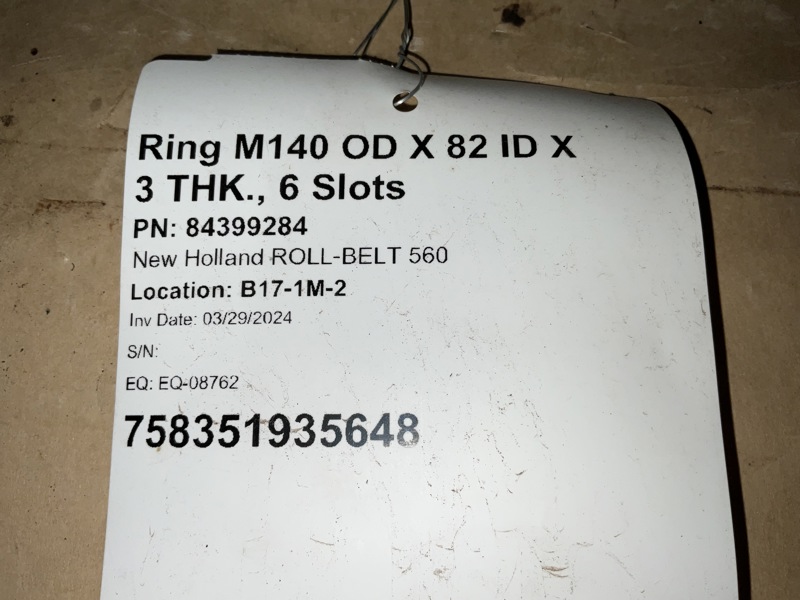 Ring M140 OD X 82 ID X
3 THK., 6 Slots
PN: 84399284
New Holland ROLL-BELT 560
Location: B17-1M-2
Inv Date: 03/29/2024
S/N:
EQ: EQ-08762
758351935648